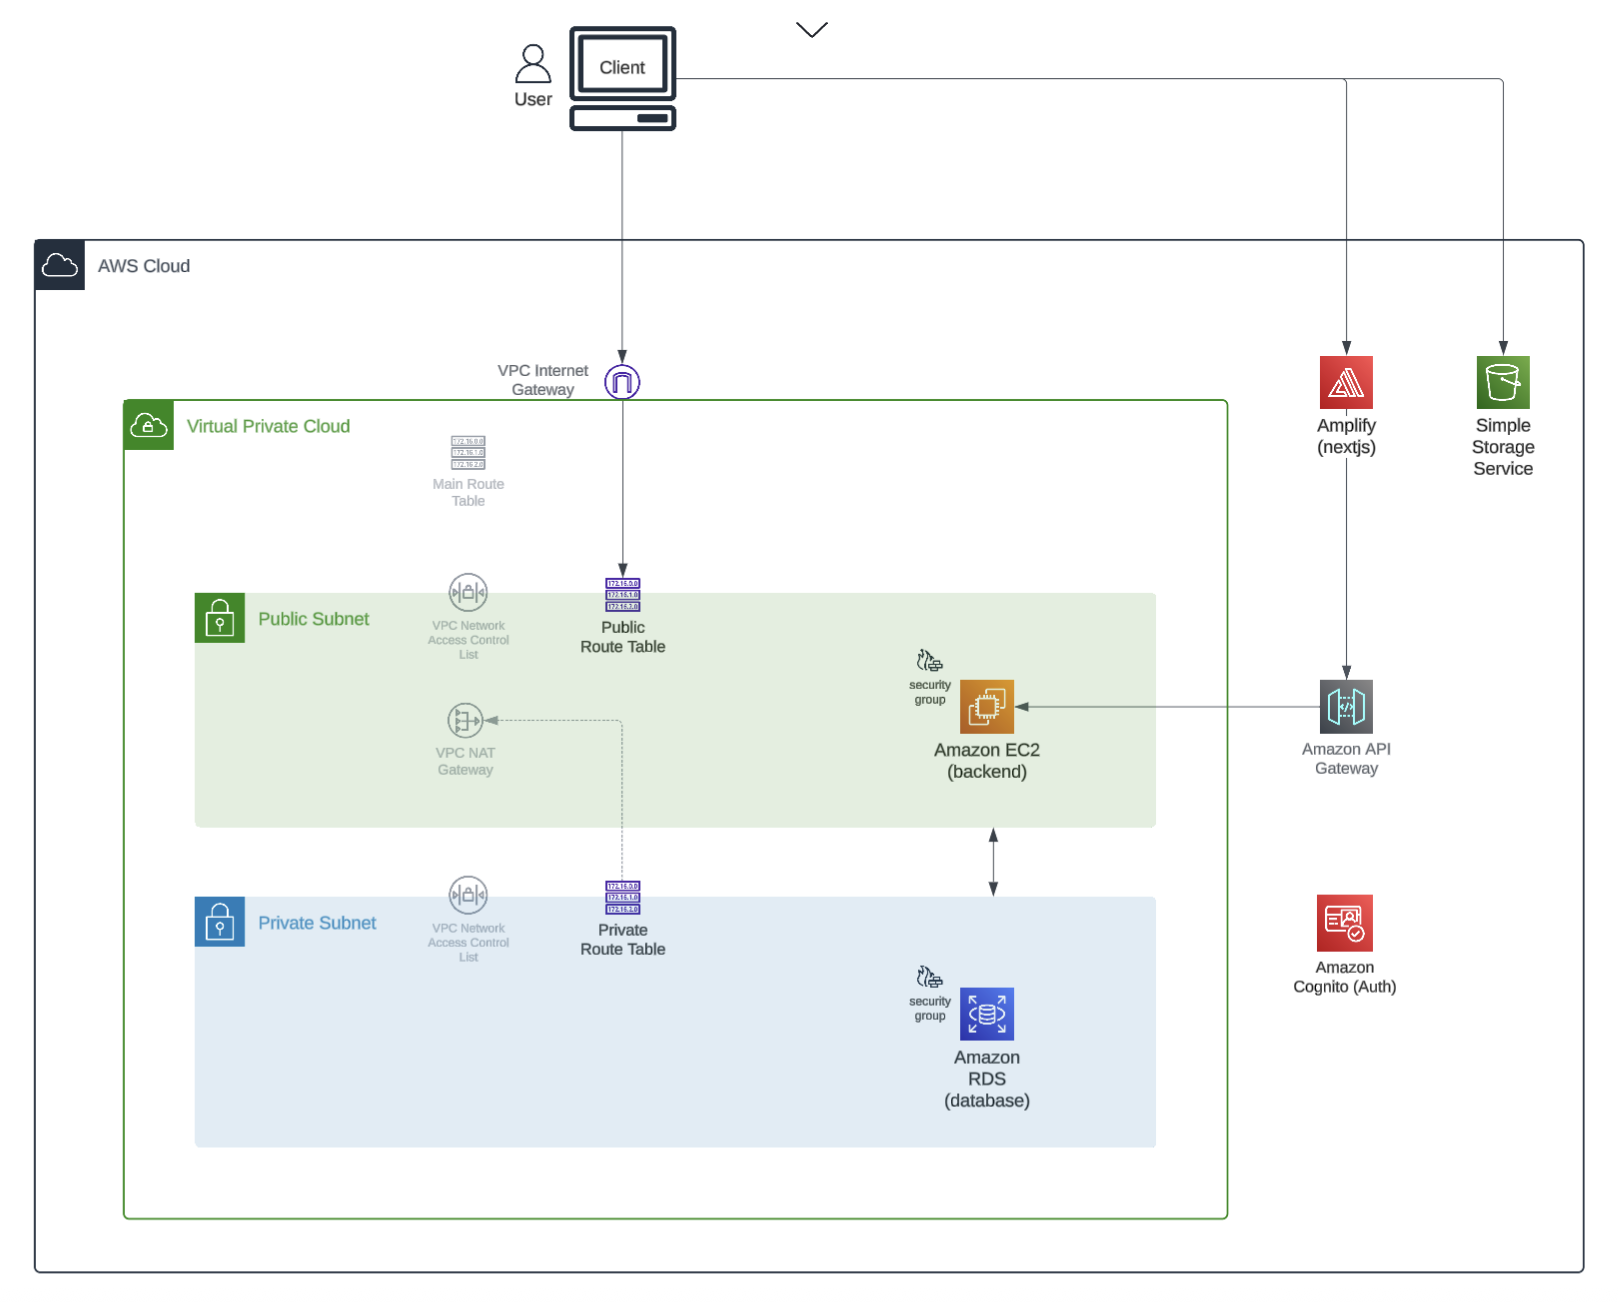 Client
User
AWS Cloud
VPC Internet
Gateway
Virtual Private Cloud
172.16.0.0
172.16.1.0
172.16.2.0
Main Route
Table
Amplify
(nextjs)
Simple
Storage
Service
Public Subnet
VPC Network
Access Control
List
172.16.0.0
172.16.1.0
172.16.2.0
Public
Route Table
security
group
Amazon EC2
(backend)
VPC NAT
Gateway
Amazon API
Gateway
Private Subnet
VPC Network
Access Control
List
172.16.0.0
172.16.1.0
172.16.2.0
Private
Route Table
security
group
Amazon
RDS
(database)
Amazon
Cognito (Auth)